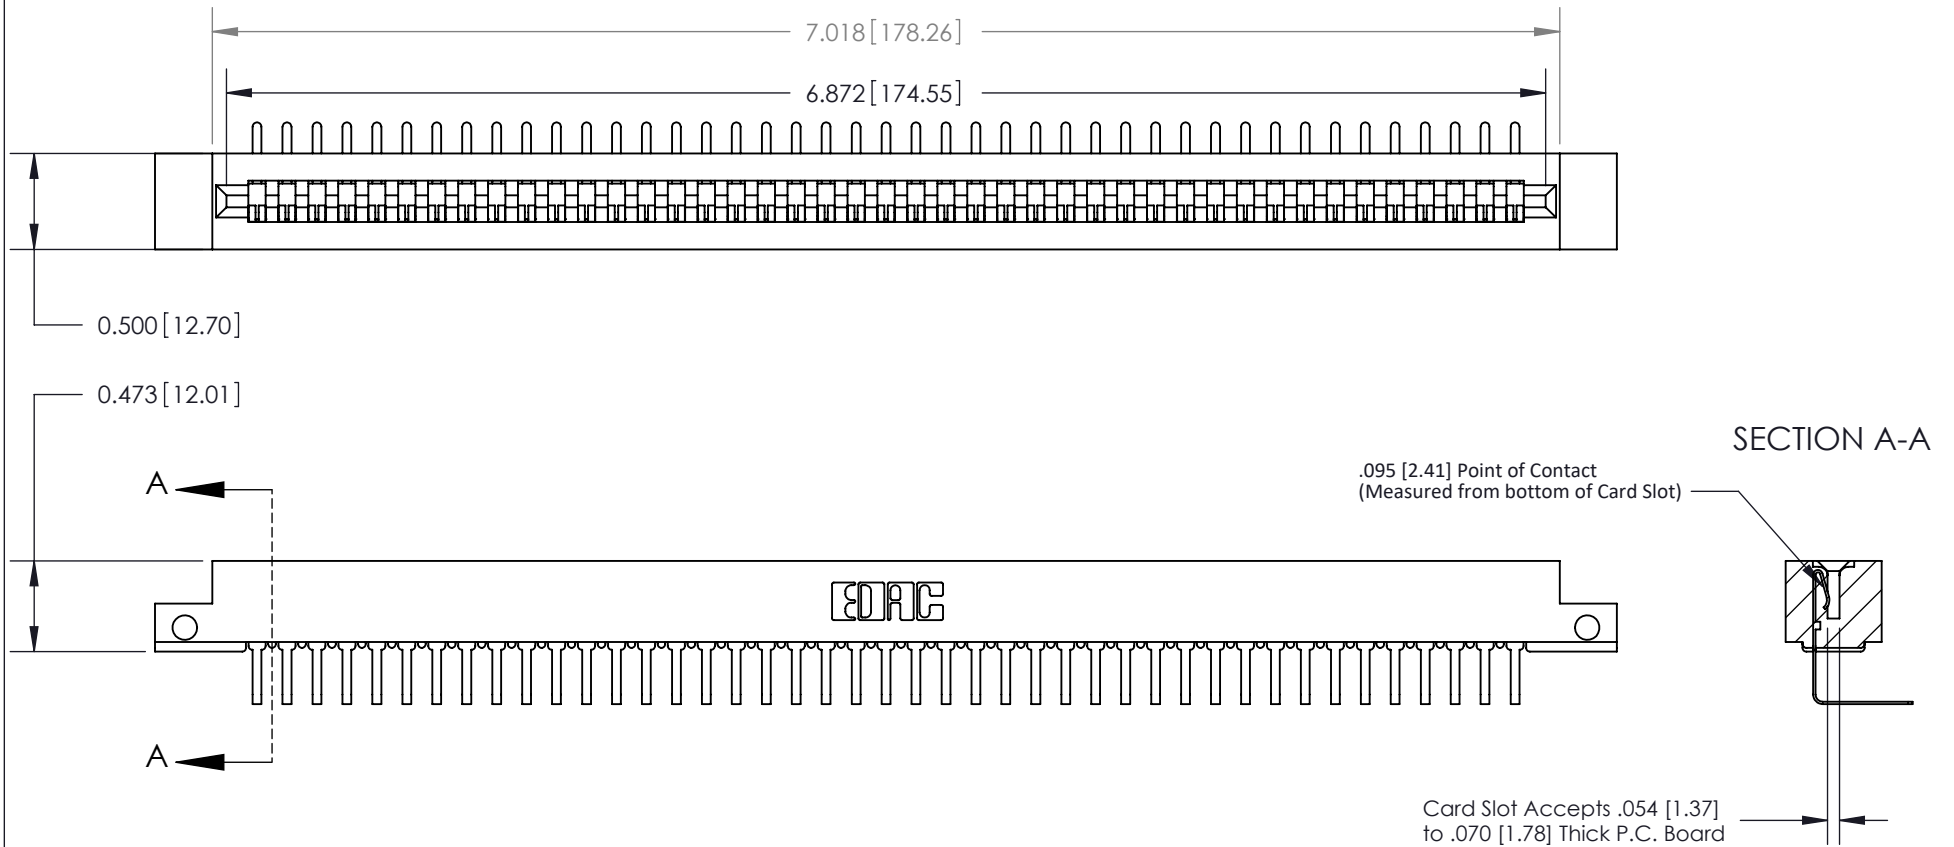 7.018[178.26]
6.872[174.55]
0.500[12.70]
0.473[12.01]
SECTION A-A
.095 [2.41] Point of Contact
(Measured from bottom of Card Slot)
A
EDAC
A
Card Slot Accepts .054 [1.37]
to .070 [1.78] Thick P.C. Board